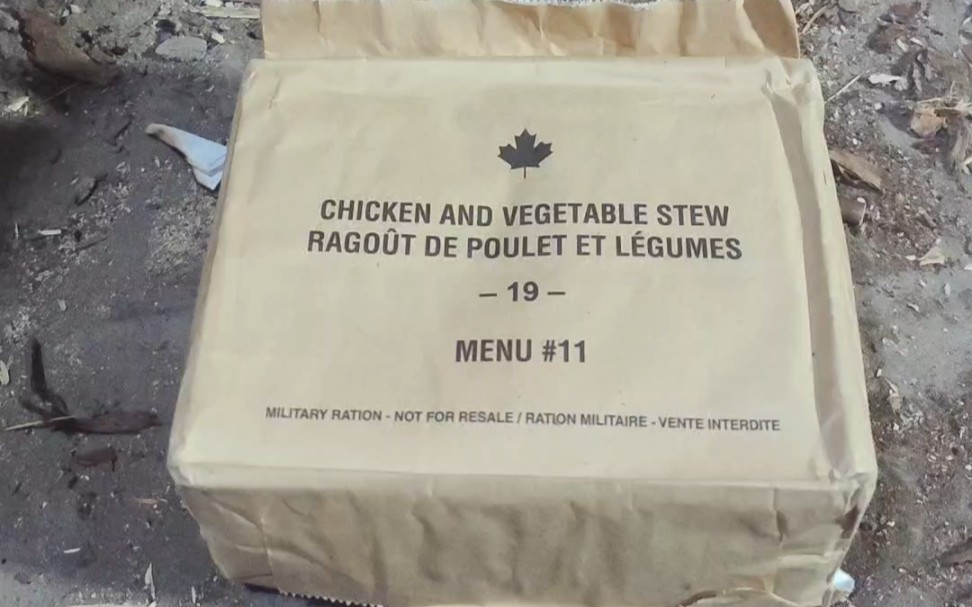 CHICKEN AND VEGETABLE STEW
RAGOÛT DE POULET ET LÉGUMES
– 19 –
MENU #11
MILITARY RATION - NOT FOR RESALE / RATION MILITAIRE - VENTE INTERDITE